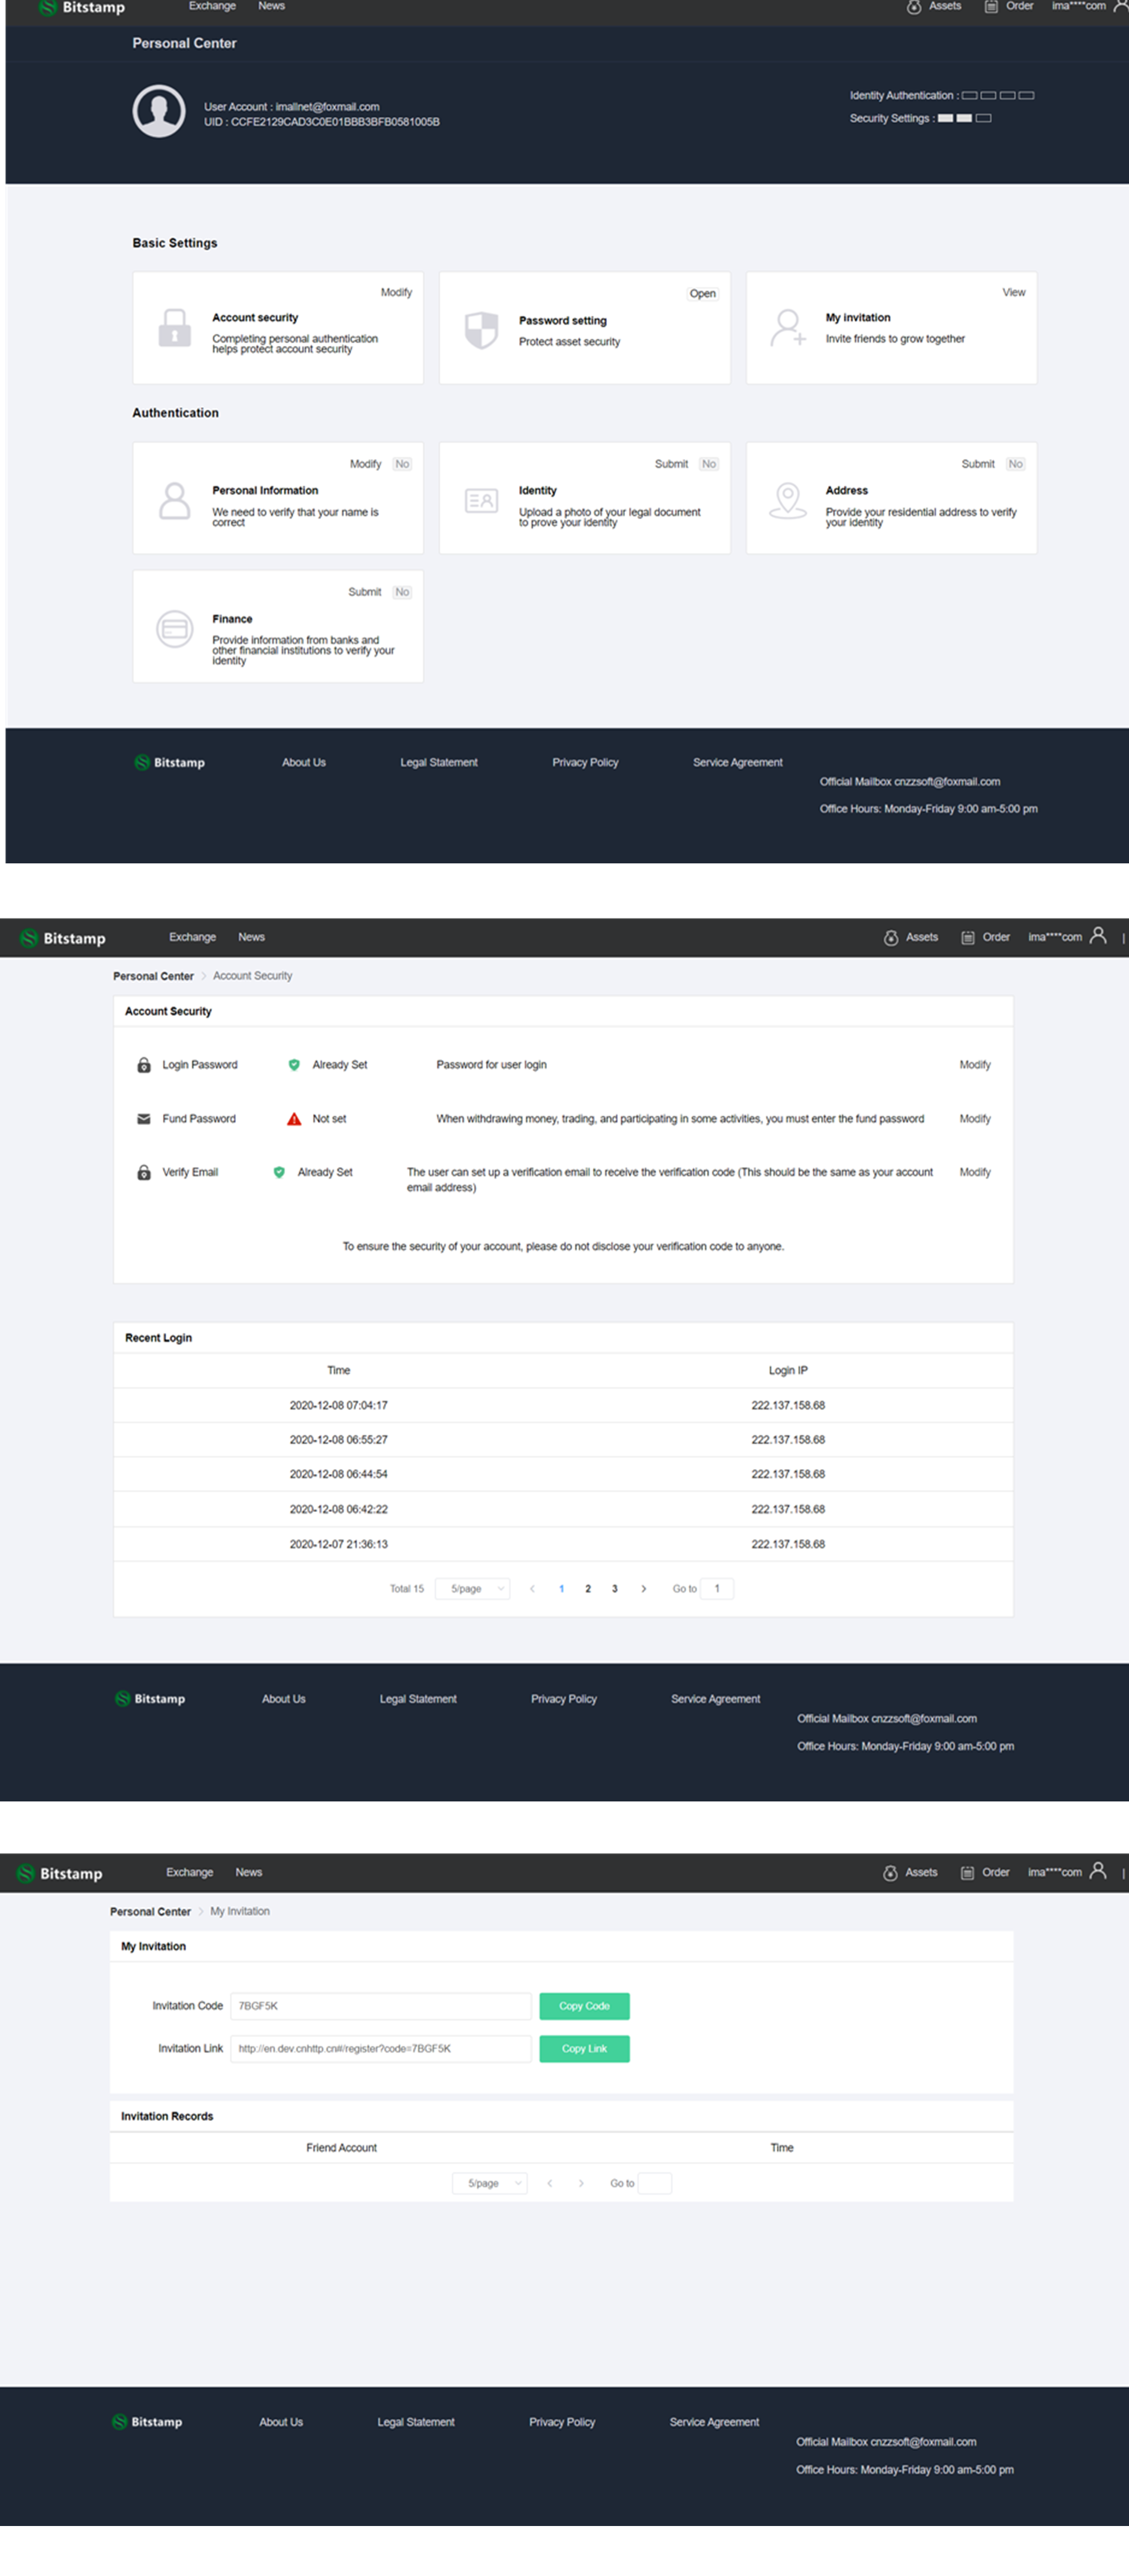 Bitstamp Exchange News Assets Order ima****com
Personal Center
User Account : imallnet@foxmail.com
UID : CCFE2129CAD3C0E01BBB3BFB0581005B
Identity Authentication :
Security Settings :
Basic Settings
Modify
Account security
Completing personal authentication
helps protect account security
Open
Password setting
Protect asset security
View
My invitation
Invite friends to grow together
Authentication
Modify No
Personal Information
We need to verify that your name is
correct
Submit No
Identity
Upload a photo of your legal document
to prove your identity
Submit No
Address
Provide your residential address to verify
your identity
Submit No
Finance
Provide information from banks and
other financial institutions to verify your
identity
Bitstamp About Us Legal Statement Privacy Policy Service Agreement
Official Mailbox cnzzsoft@foxmail.com
Office Hours: Monday-Friday 9:00 am-5:00 pm
Bitstamp Exchange News Assets Order ima****com |
Personal Center > Account Security
Account Security
Login Password Already Set Password for user login Modify
Fund Password Not set When withdrawing money, trading, and participating in some activities, you must enter the fund password Modify
Verify Email Already Set The user can set up a verification email to receive the verification code (This should be the same as your account Modify
email address)
To ensure the security of your account, please do not disclose your verification code to anyone.
Recent Login
Time Login IP
2020-12-08 07:04:17 222.137.158.68
2020-12-08 06:55:27 222.137.158.68
2020-12-08 06:44:54 222.137.158.68
2020-12-08 06:42:22 222.137.158.68
2020-12-07 21:36:13 222.137.158.68
Total 15 5/page < 1 2 3 > Go to 1
Bitstamp About Us Legal Statement Privacy Policy Service Agreement
Official Mailbox cnzzsoft@foxmail.com
Office Hours: Monday-Friday 9:00 am-5:00 pm
Bitstamp Exchange News Assets Order ima****com |
Personal Center > My Invitation
My Invitation
Invitation Code 7BGF5K Copy Code
Invitation Link http://en.dev.cnhttp.cn#/register?code=7BGF5K Copy Link
Invitation Records
Friend Account Time
5/page < > Go to
Bitstamp About Us Legal Statement Privacy Policy Service Agreement
Official Mailbox cnzzsoft@foxmail.com
Office Hours: Monday-Friday 9:00 am-5:00 pm